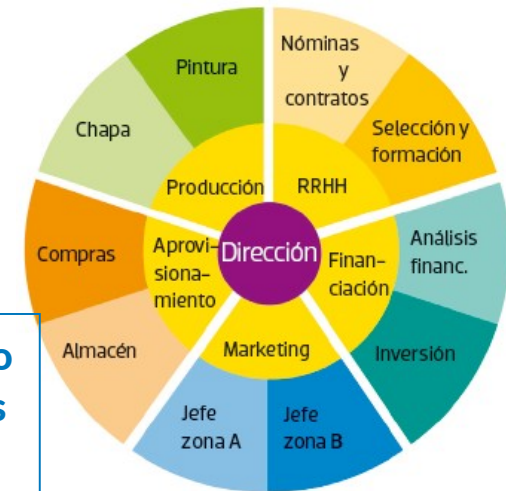 Nóminas
y
contratos
Selección y
formación
Pintura
Chapa
Producción
RRHH
Compras
Aprovi-
siona-
miento
Dirección
Finan-
ciación
Análisis
financ.
Almacén
Marketing
Inversión
Jefe
zona A
Jefe
zona B
o
s